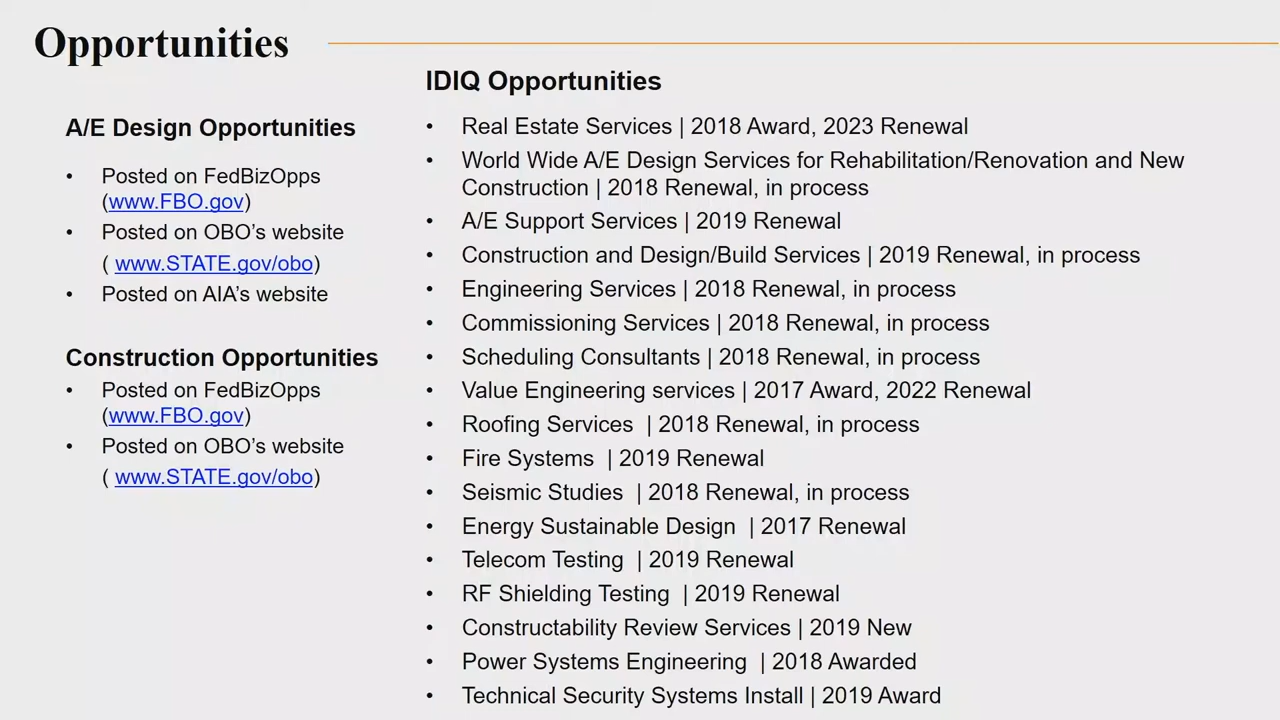 Opportunities
A/E Design Opportunities
• Posted on FedBizOpps
(www.FBO.gov)
• Posted on OBO’s website
( www.STATE.gov/obo)
• Posted on AIA’s website
Construction Opportunities
• Posted on FedBizOpps
(www.FBO.gov)
• Posted on OBO’s website
( www.STATE.gov/obo)
IDIQ Opportunities
• Real Estate Services | 2018 Award, 2023 Renewal
• World Wide A/E Design Services for Rehabilitation/Renovation and New
Construction | 2018 Renewal, in process
• A/E Support Services | 2019 Renewal
• Construction and Design/Build Services | 2019 Renewal, in process
• Engineering Services | 2018 Renewal, in process
• Commissioning Services | 2018 Renewal, in process
• Scheduling Consultants | 2018 Renewal, in process
• Value Engineering services | 2017 Award, 2022 Renewal
• Roofing Services | 2018 Renewal, in process
• Fire Systems | 2019 Renewal
• Seismic Studies | 2018 Renewal, in process
• Energy Sustainable Design | 2017 Renewal
• Telecom Testing | 2019 Renewal
• RF Shielding Testing | 2019 Renewal
• Constructability Review Services | 2019 New
• Power Systems Engineering | 2018 Awarded
• Technical Security Systems Install | 2019 Award